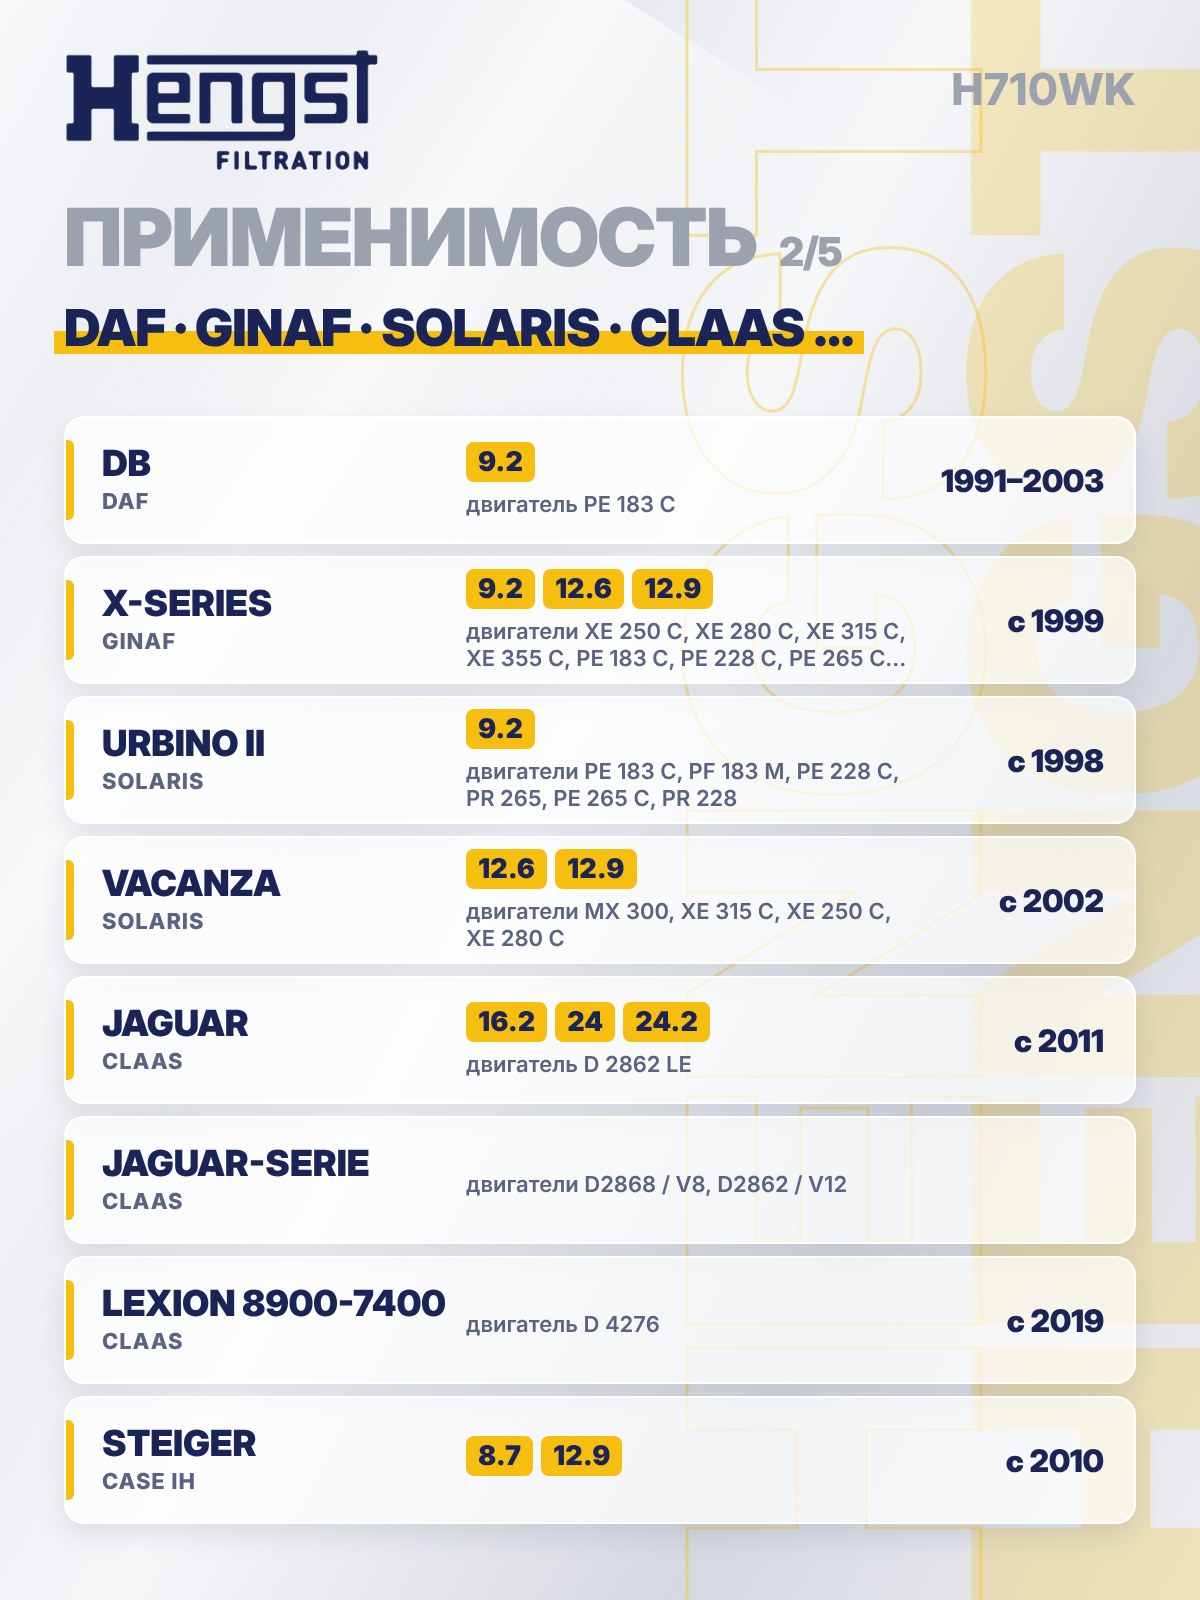 Hengst
FILTRATION
H710WK
ПРИМЕНИМОСТЬ 2/5
DAF · GINAF · SOLARIS · CLAAS ...
DB
DAF
9.2
двигатель PE 183 C
1991–2003
X-SERIES
GINAF
9.2 12.6 12.9
двигатели XE 250 C, XE 280 C, XE 315 C,
XE 355 C, PE 183 C, PE 228 C, PE 265 C...
с 1999
URBINO II
SOLARIS
9.2
двигатели PE 183 C, PF 183 M, PE 228 C,
PR 265, PE 265 C, PR 228
с 1998
VACANZA
SOLARIS
12.6 12.9
двигатели MX 300, XE 315 C, XE 250 C,
XE 280 C
с 2002
JAGUAR
CLAAS
16.2 24 24.2
двигатель D 2862 LE
с 2011
JAGUAR-SERIE
CLAAS
двигатели D2868 / V8, D2862 / V12
LEXION 8900-7400
CLAAS
двигатель D 4276
с 2019
STEIGER
CASE IH
8.7 12.9
с 2010
HENGST
HENGST